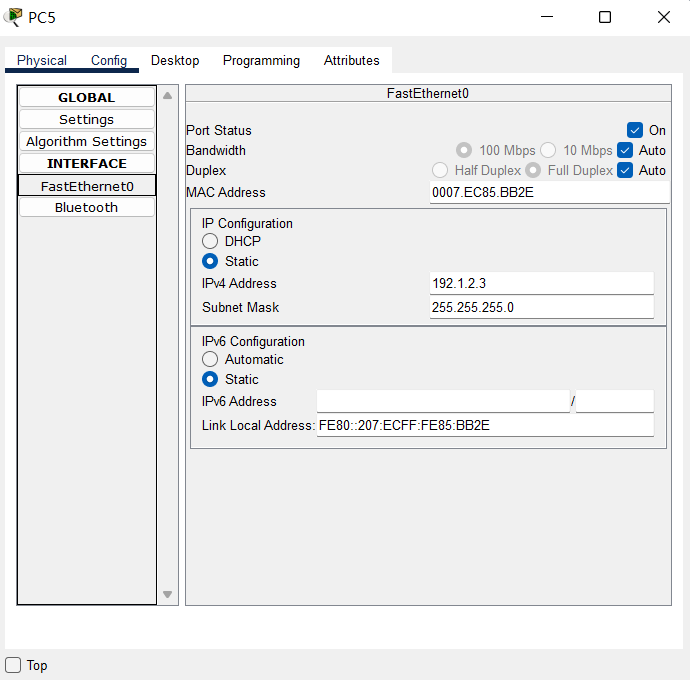 PC5
Physical Config Desktop Programming Attributes
GLOBAL
Settings
Algorithm Settings
INTERFACE
FastEthernet0
Bluetooth
FastEthernet0
Port Status On
Bandwidth 100 Mbps 10 Mbps Auto
Duplex Half Duplex Full Duplex Auto
MAC Address 0007.EC85.BB2E
IP Configuration
DHCP
Static
IPv4 Address 192.1.2.3
Subnet Mask 255.255.255.0
IPv6 Configuration
Automatic
Static
IPv6 Address /
Link Local Address: FE80::207:ECFF:FE85:BB2E
Top